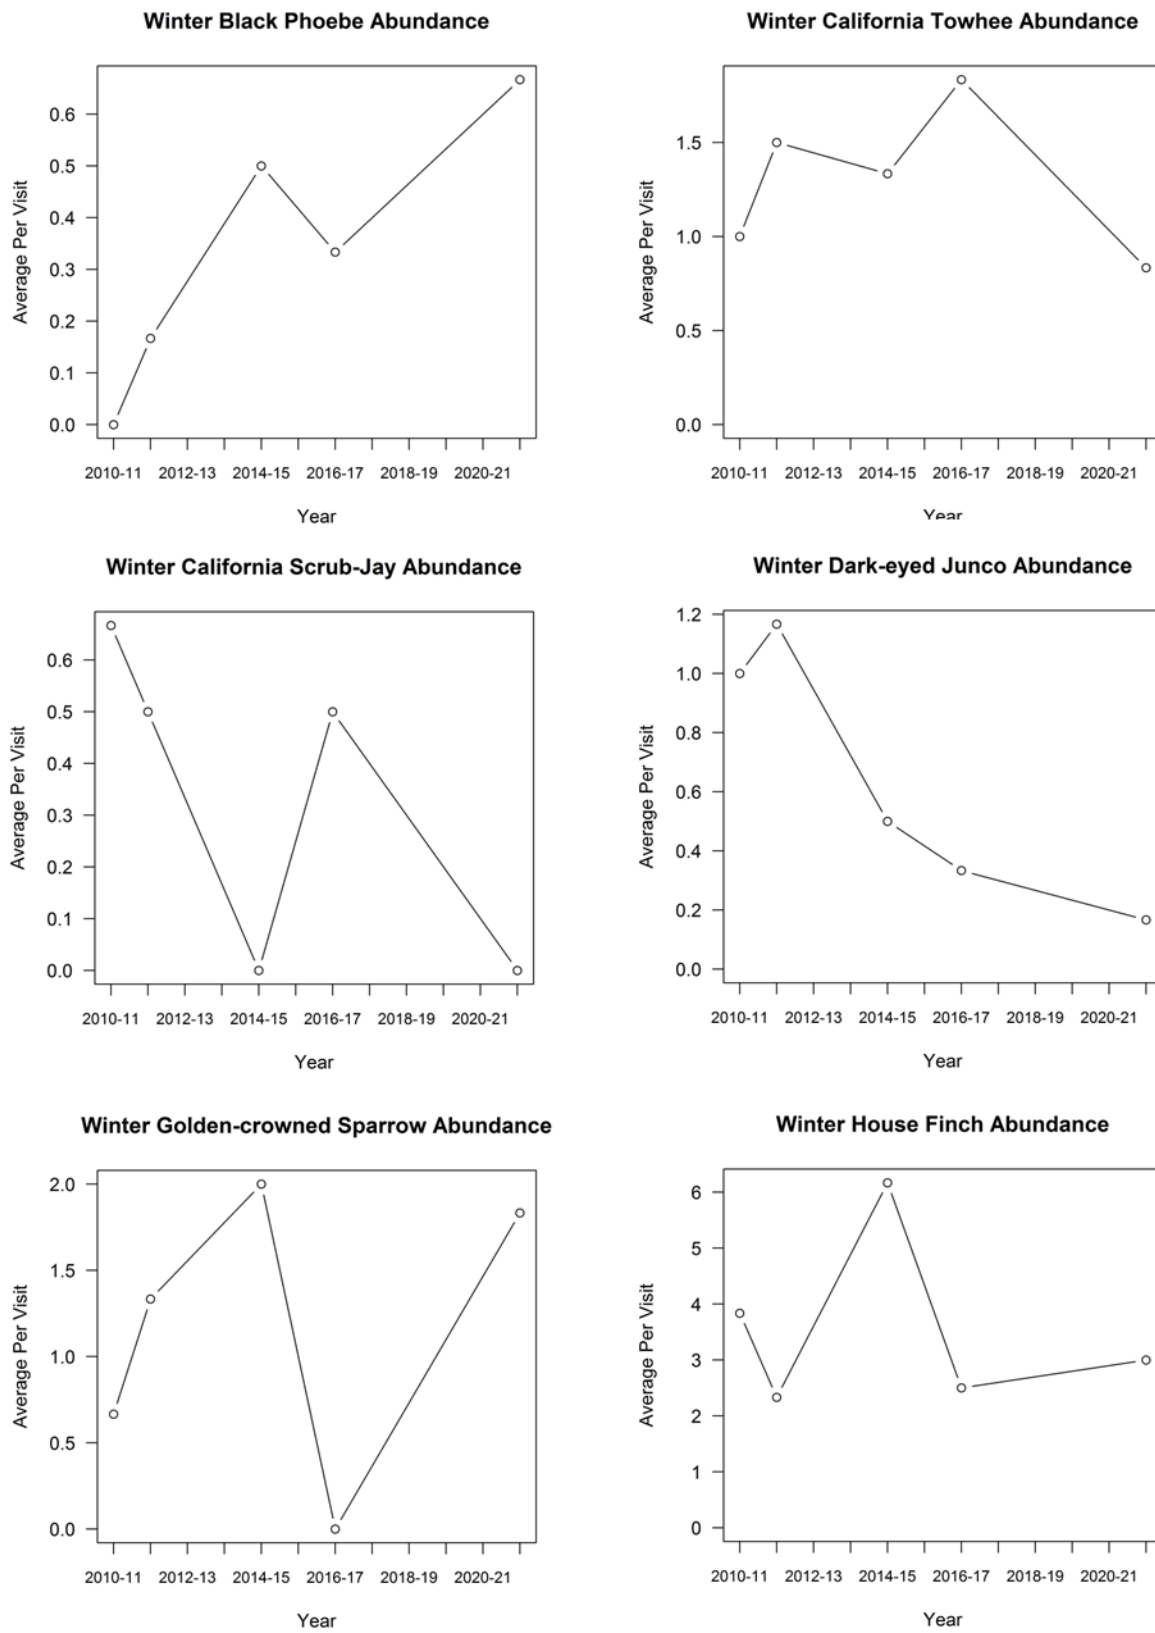 Winter Black Phoebe Abundance
Average Per Visit
0.6
0.5
0.4
0.3
0.2
0.1
0.0
2010-11 2012-13 2014-15 2016-17 2018-19 2020-21
Year
Winter California Towhee Abundance
Average Per Visit
1.5
1.0
0.5
0.0
2010-11 2012-13 2014-15 2016-17 2018-19 2020-21
Year
Winter California Scrub-Jay Abundance
Average Per Visit
0.6
0.5
0.4
0.3
0.2
0.1
0.0
2010-11 2012-13 2014-15 2016-17 2018-19 2020-21
Year
Winter Dark-eyed Junco Abundance
Average Per Visit
1.2
1.0
0.8
0.6
0.4
0.2
0.0
2010-11 2012-13 2014-15 2016-17 2018-19 2020-21
Year
Winter Golden-crowned Sparrow Abundance
Average Per Visit
2.0
1.5
1.0
0.5
0.0
2010-11 2012-13 2014-15 2016-17 2018-19 2020-21
Year
Winter House Finch Abundance
Average Per Visit
6
5
4
3
2
1
0
2010-11 2012-13 2014-15 2016-17 2018-19 2020-21
Year